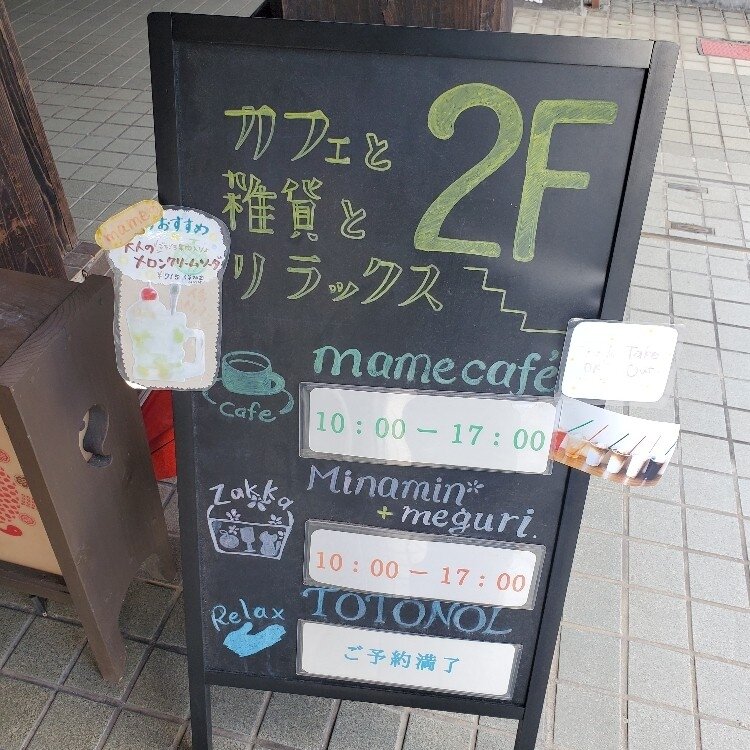 カフェと
雑貨と
リラックス
2F
mame
おすすめ
大人の
メロンクリームソーダ
mame café
cafe
10:00 - 17:00
Take
Out
Zakka
Minamin*
+ meguri.
10:00 - 17:00
Relax
TOTONOL
ご予約満了